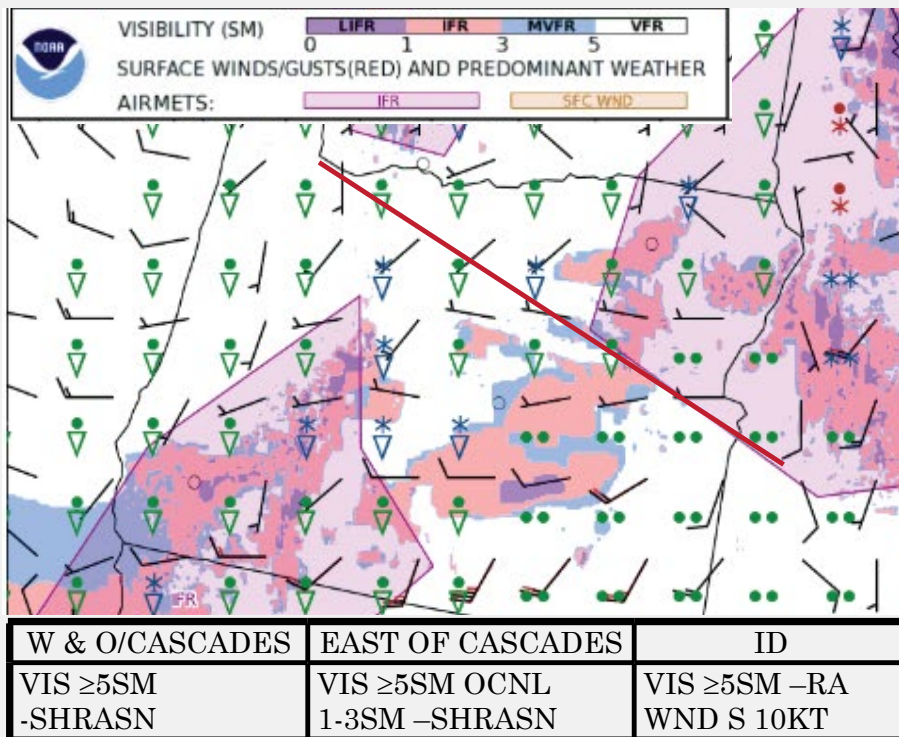 VISIBILITY (SM)
LIFR IFR MVFR VFR
0 1 3 5
NOAA
SURFACE WINDS/GUSTS(RED) AND PREDOMINANT WEATHER
AIRMETS: IFR SFC WND
FR
W & O/CASCADES EAST OF CASCADES ID
VIS ≥5SM VIS ≥5SM OCNL VIS ≥5SM –RA
-SHRASN 1-3SM –SHRASN WND S 10KT